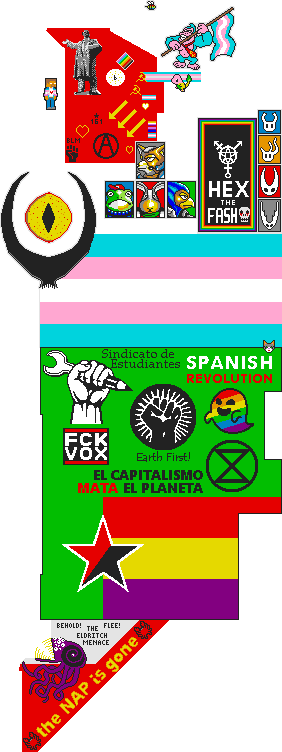 HEX
THE
FASH
Sindicato de
Estudiantes
SPANISH
REVOLUTION
FCK
VOX
Earth First!
EL CAPITALISMO
MATA EL PLANETA
BEHOLD! THE FLEE!
ELDRITCH
MENACE
the NAP is gone